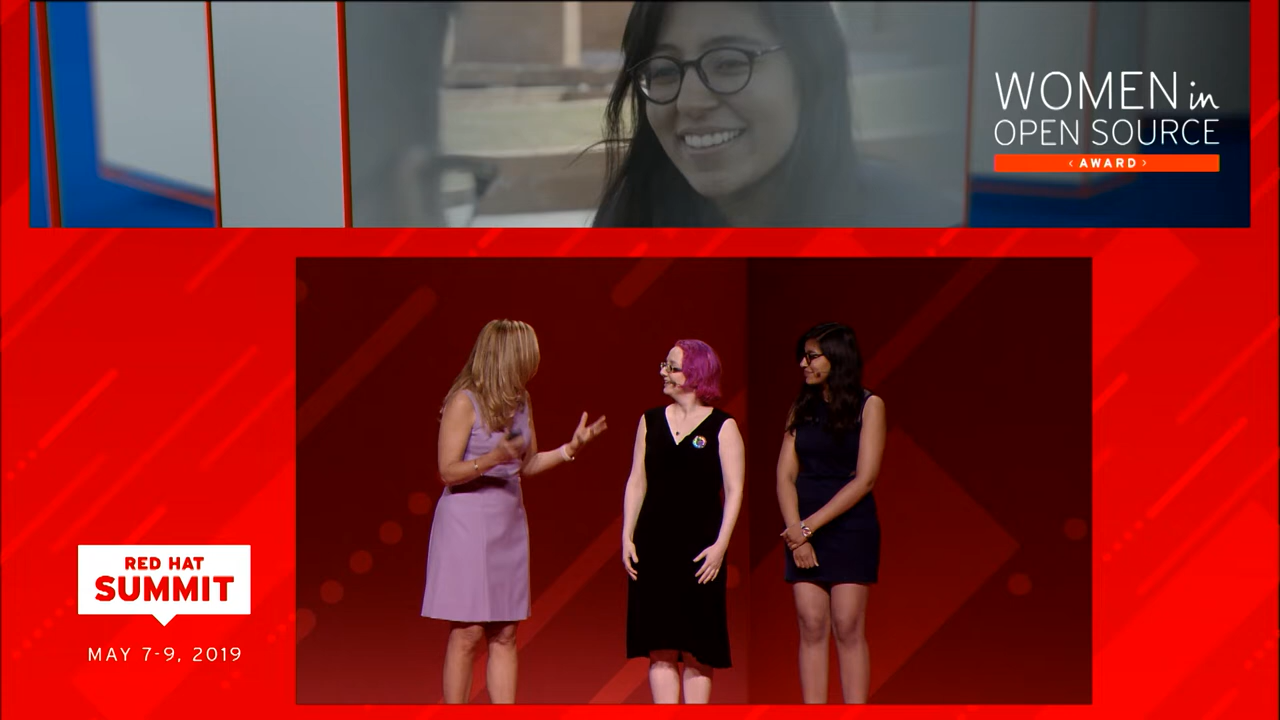 WOMEN in
OPEN SOURCE
‹ AWARD ›
RED HAT
SUMMIT
MAY 7-9, 2019